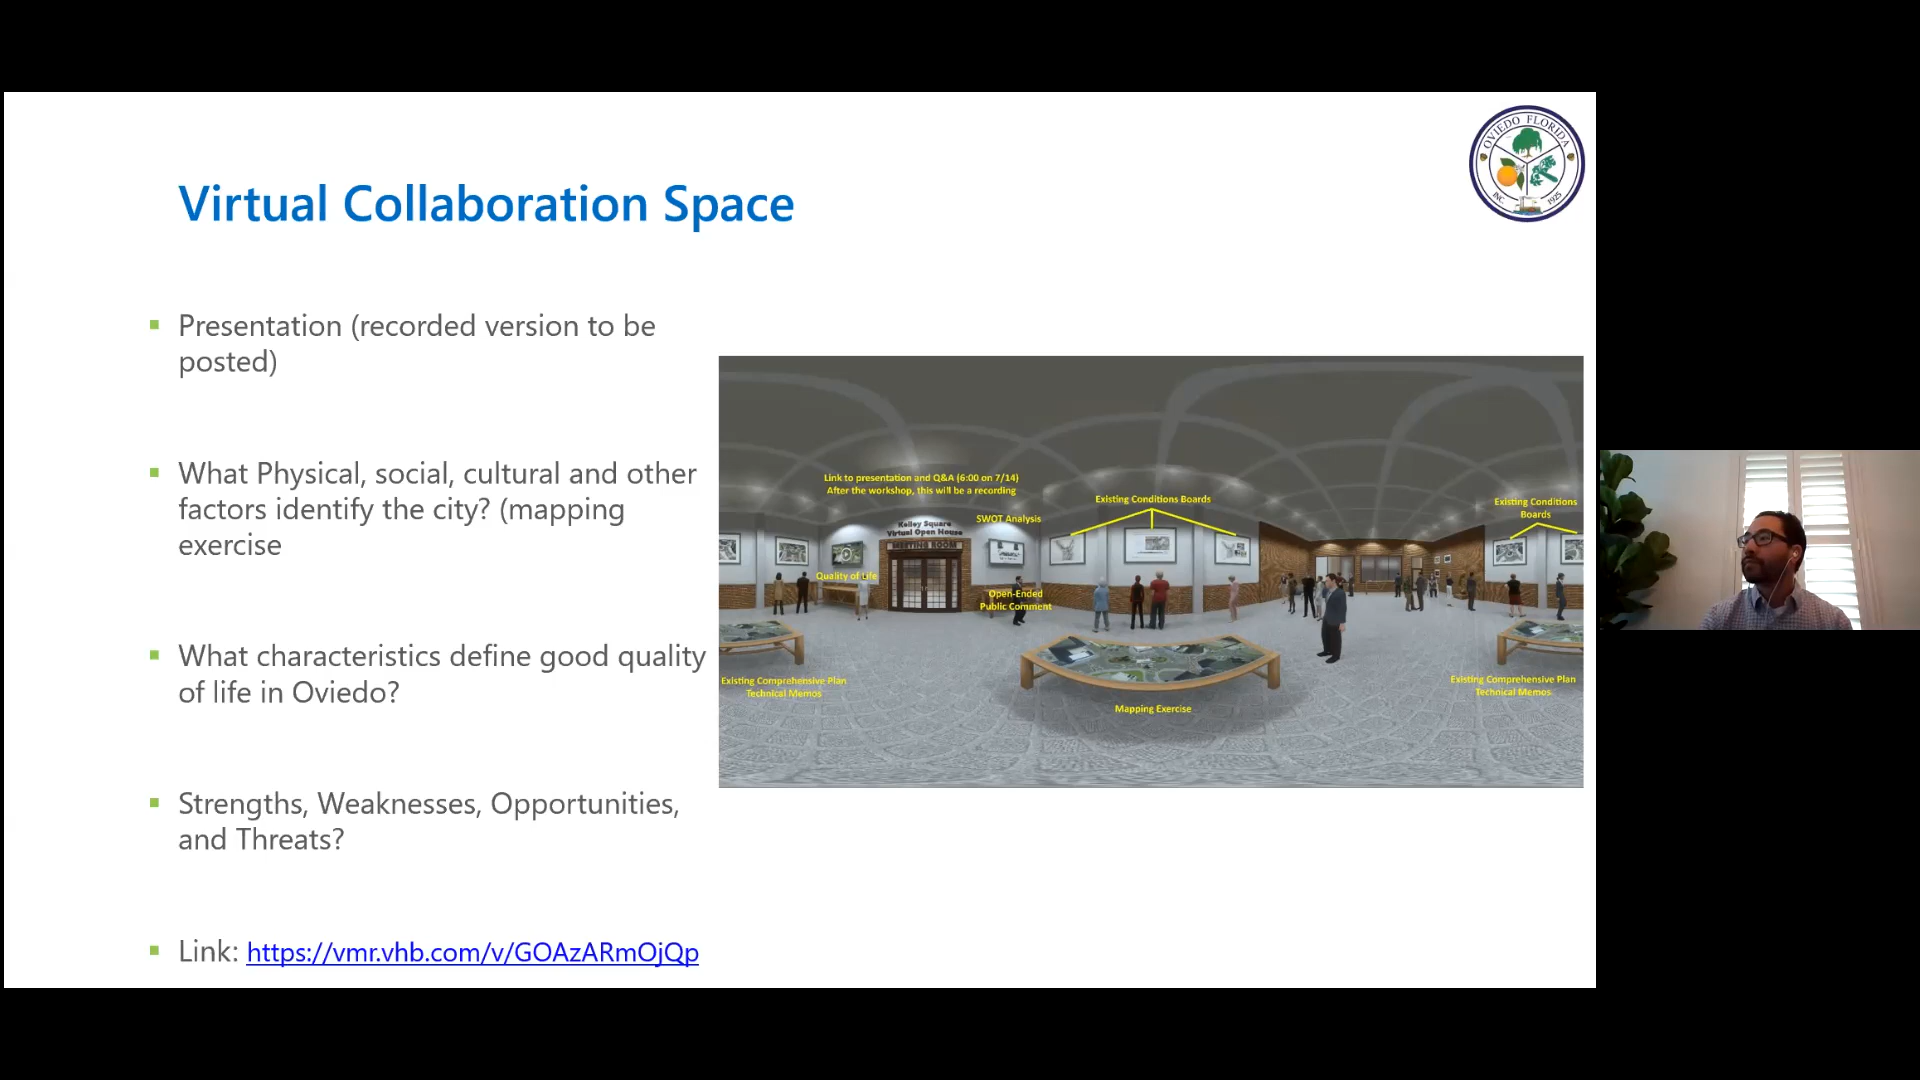 OVIEDO FLORIDA
INC. 1925
Virtual Collaboration Space
▪ Presentation (recorded version to be
posted)
▪ What Physical, social, cultural and other
factors identify the city? (mapping
exercise
▪ What characteristics define good quality
of life in Oviedo?
▪ Strengths, Weaknesses, Opportunities,
and Threats?
▪ Link: https://vmr.vhb.com/v/GOAzARmOjQp
Link to presentation and Q&A (6:00 on 7/14)
After the workshop, this will be a recording
Kelley Square
Virtual Open House
MEETING ROOM
SWOT Analysis
Existing Conditions Boards
Existing Conditions
Boards
Quality of Life
Open-Ended
Public Comment
Existing Comprehensive Plan
Technical Memos
Mapping Exercise
Existing Comprehensive Plan
Technical Memos